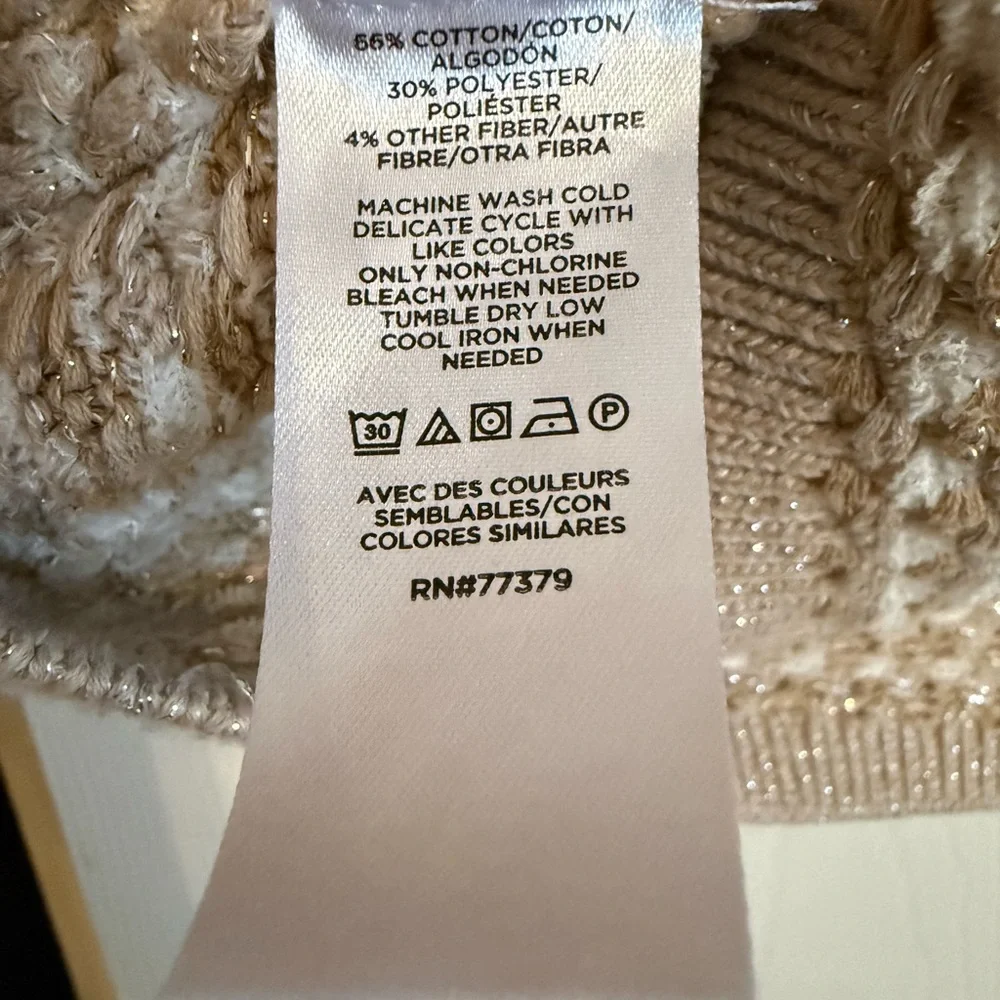 66% COTTON/COTON/
ALGODÓN
30% POLYESTER/
POLIÉSTER
4% OTHER FIBER/AUTRE
FIBRE/OTRA FIBRA
MACHINE WASH COLD
DELICATE CYCLE WITH
LIKE COLORS
ONLY NON-CHLORINE
BLEACH WHEN NEEDED
TUMBLE DRY LOW
COOL IRON WHEN
NEEDED
30 P
AVEC DES COULEURS
SEMBLABLES/CON
COLORES SIMILARES
RN#77379